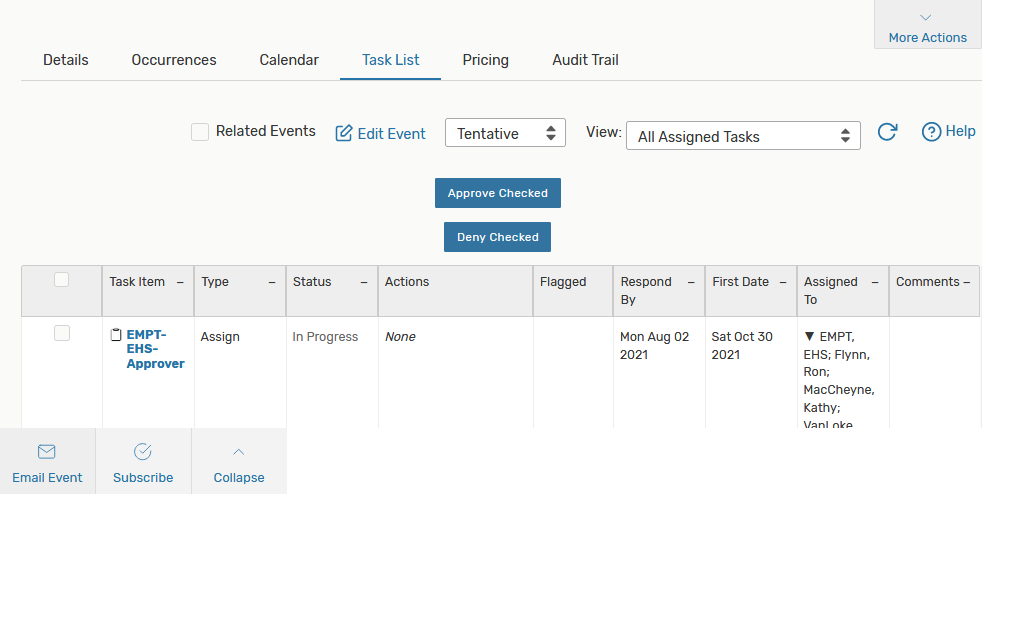 More Actions
Details Occurrences Calendar Task List Pricing Audit Trail
Related Events Edit Event Tentative View: All Assigned Tasks Help
Approve Checked
Deny Checked
Task Item – Type – Status – Actions Flagged Respond By – First Date – Assigned To – Comments –
EMPT-EHS-Approver Assign In Progress None Mon Aug 02 2021 Sat Oct 30 2021 ▼ EMPT,
EHS; Flynn,
Ron;
MacCheyne,
Kathy;
VanLoke
Email Event Subscribe Collapse